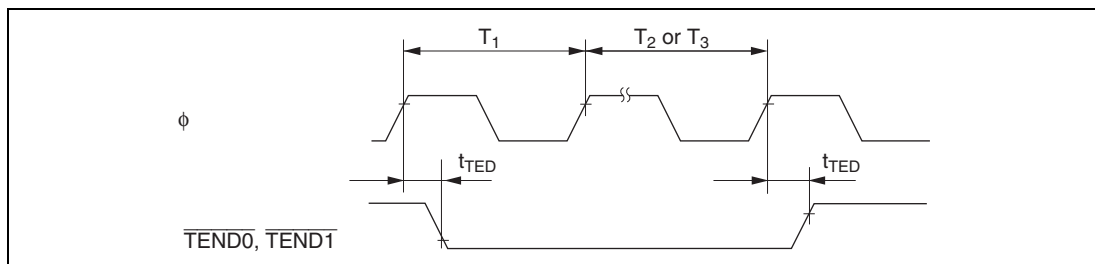 T1 T2 or T3
ϕ
tTED tTED
TEND0, TEND1